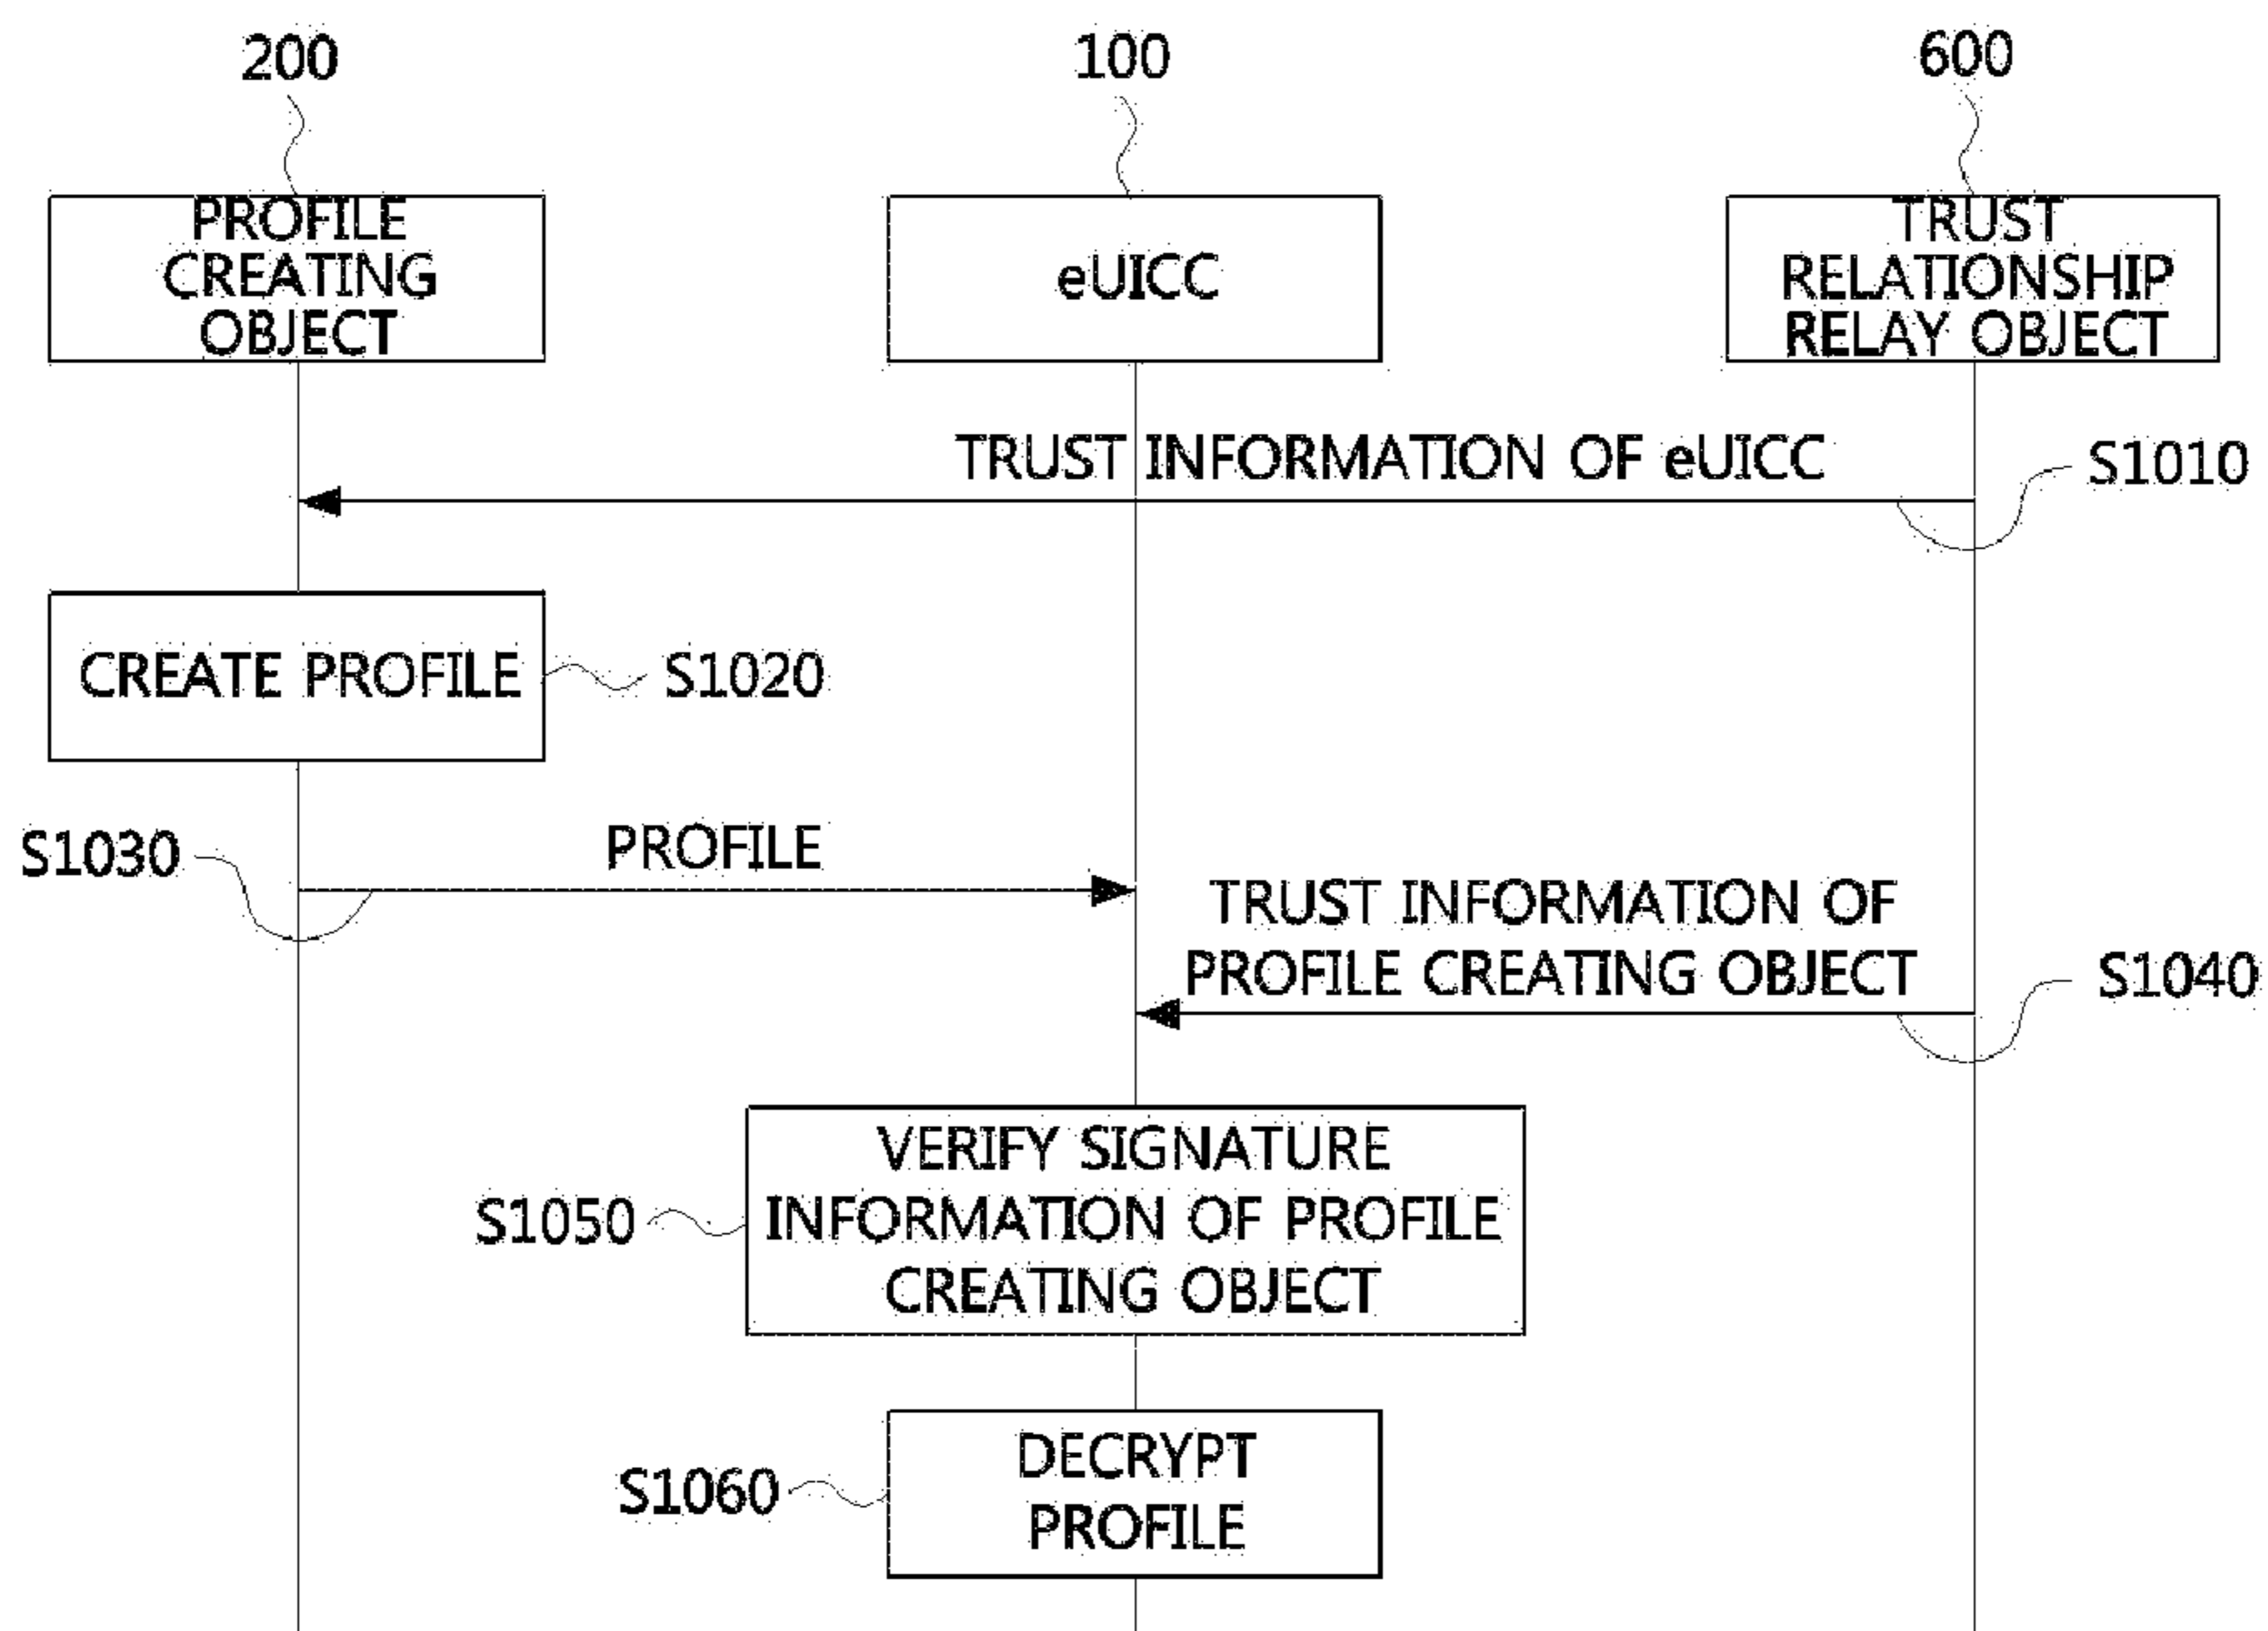 200
100
600
PROFILE
CREATING
OBJECT
eUICC
TRUST
RELATIONSHIP
RELAY OBJECT
TRUST INFORMATION OF eUICC
S1010
CREATE PROFILE
S1020
S1030
PROFILE
TRUST INFORMATION OF
PROFILE CREATING OBJECT
S1040
VERIFY SIGNATURE
INFORMATION OF PROFILE
CREATING OBJECT
S1050
DECRYPT
PROFILE
S1060